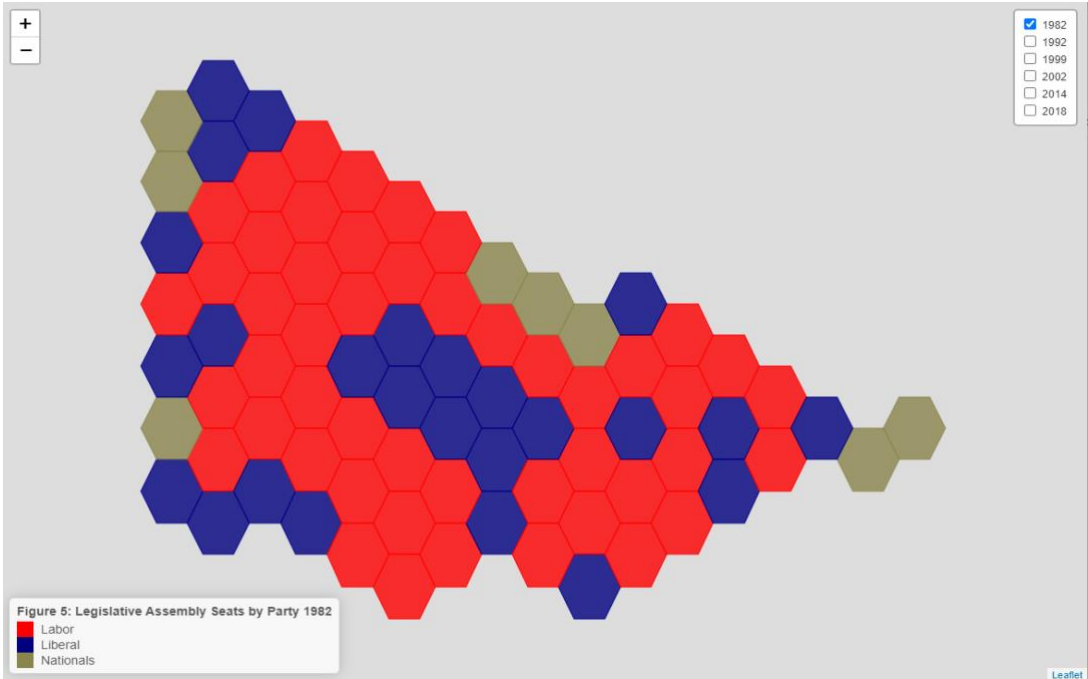 +
−
1982
1992
1999
2002
2014
2018
Figure 5: Legislative Assembly Seats by Party 1982
Labor
Liberal
Nationals
Leaflet